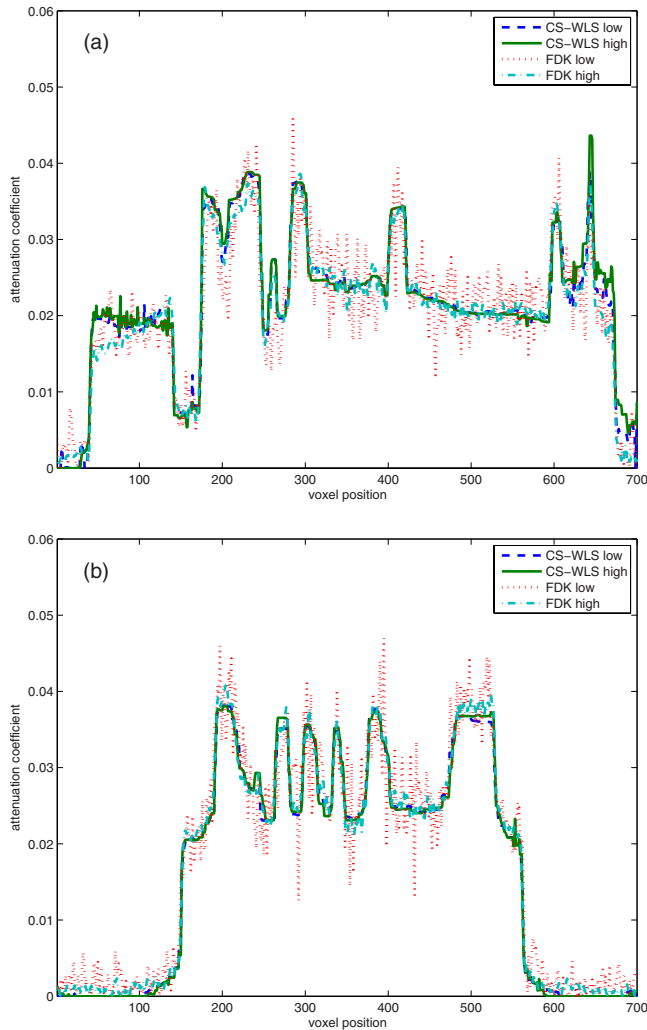 0.06
(a)
CS−WLS low
CS−WLS high
FDK low
FDK high
0.05
0.04
attenuation coefficient
0.03
0.02
0.01
0
100
200
300
400
500
600
700
voxel position
0.06
(b)
CS−WLS low
CS−WLS high
FDK low
FDK high
0.05
0.04
attenuation coefficient
0.03
0.02
0.01
0
100
200
300
400
500
600
700
voxel position